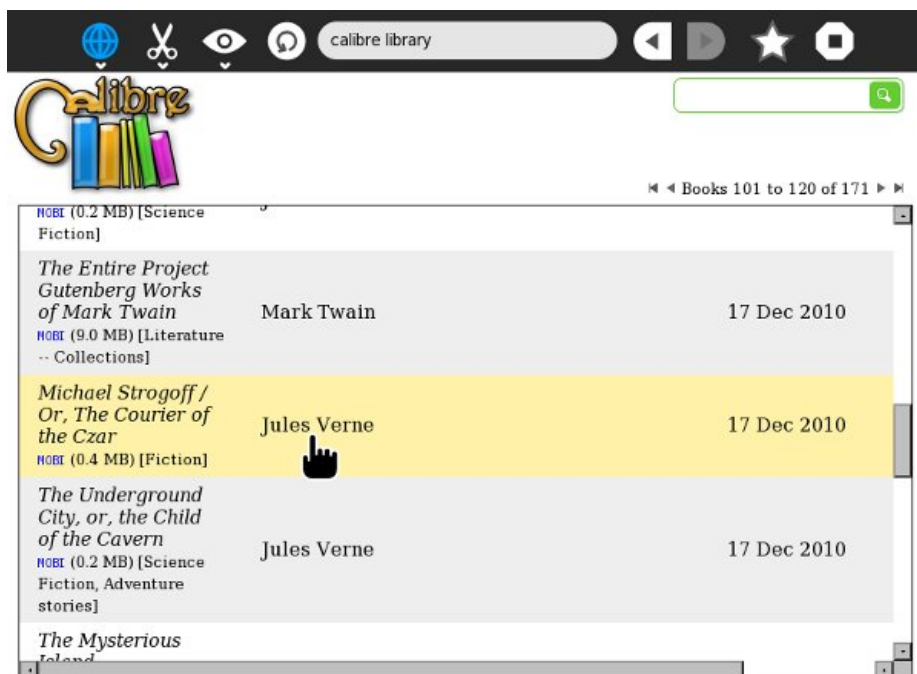 calibre library
Calibre
Books 101 to 120 of 171
MOBI (0.2 MB) [Science
Fiction]
The Entire Project
Gutenberg Works
of Mark Twain
MOBI (9.0 MB) [Literature
-- Collections]
Mark Twain
17 Dec 2010
Michael Strogoff /
Or, The Courier of
the Czar
MOBI (0.4 MB) [Fiction]
Jules Verne
17 Dec 2010
The Underground
City, or, the Child
of the Cavern
MOBI (0.2 MB) [Science
Fiction, Adventure
stories]
Jules Verne
17 Dec 2010
The Mysterious
Island